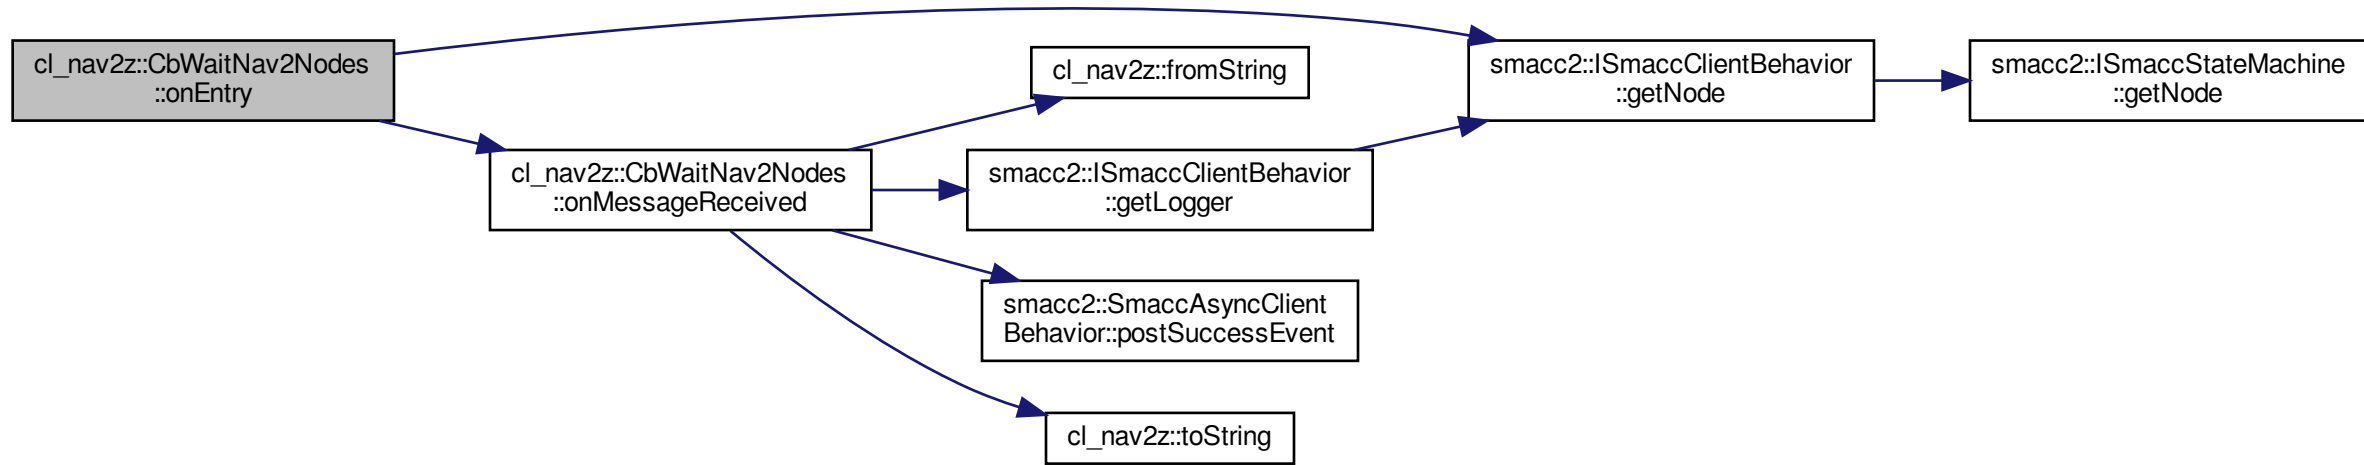 cl_nav2z::CbWaitNav2Nodes
::onEntry
cl_nav2z::CbWaitNav2Nodes
::onMessageReceived
cl_nav2z::fromString
smacc2::ISmaccClientBehavior
::getLogger
smacc2::SmaccAsyncClient
Behavior::postSuccessEvent
cl_nav2z::toString
smacc2::ISmaccClientBehavior
::getNode
smacc2::ISmaccStateMachine
::getNode